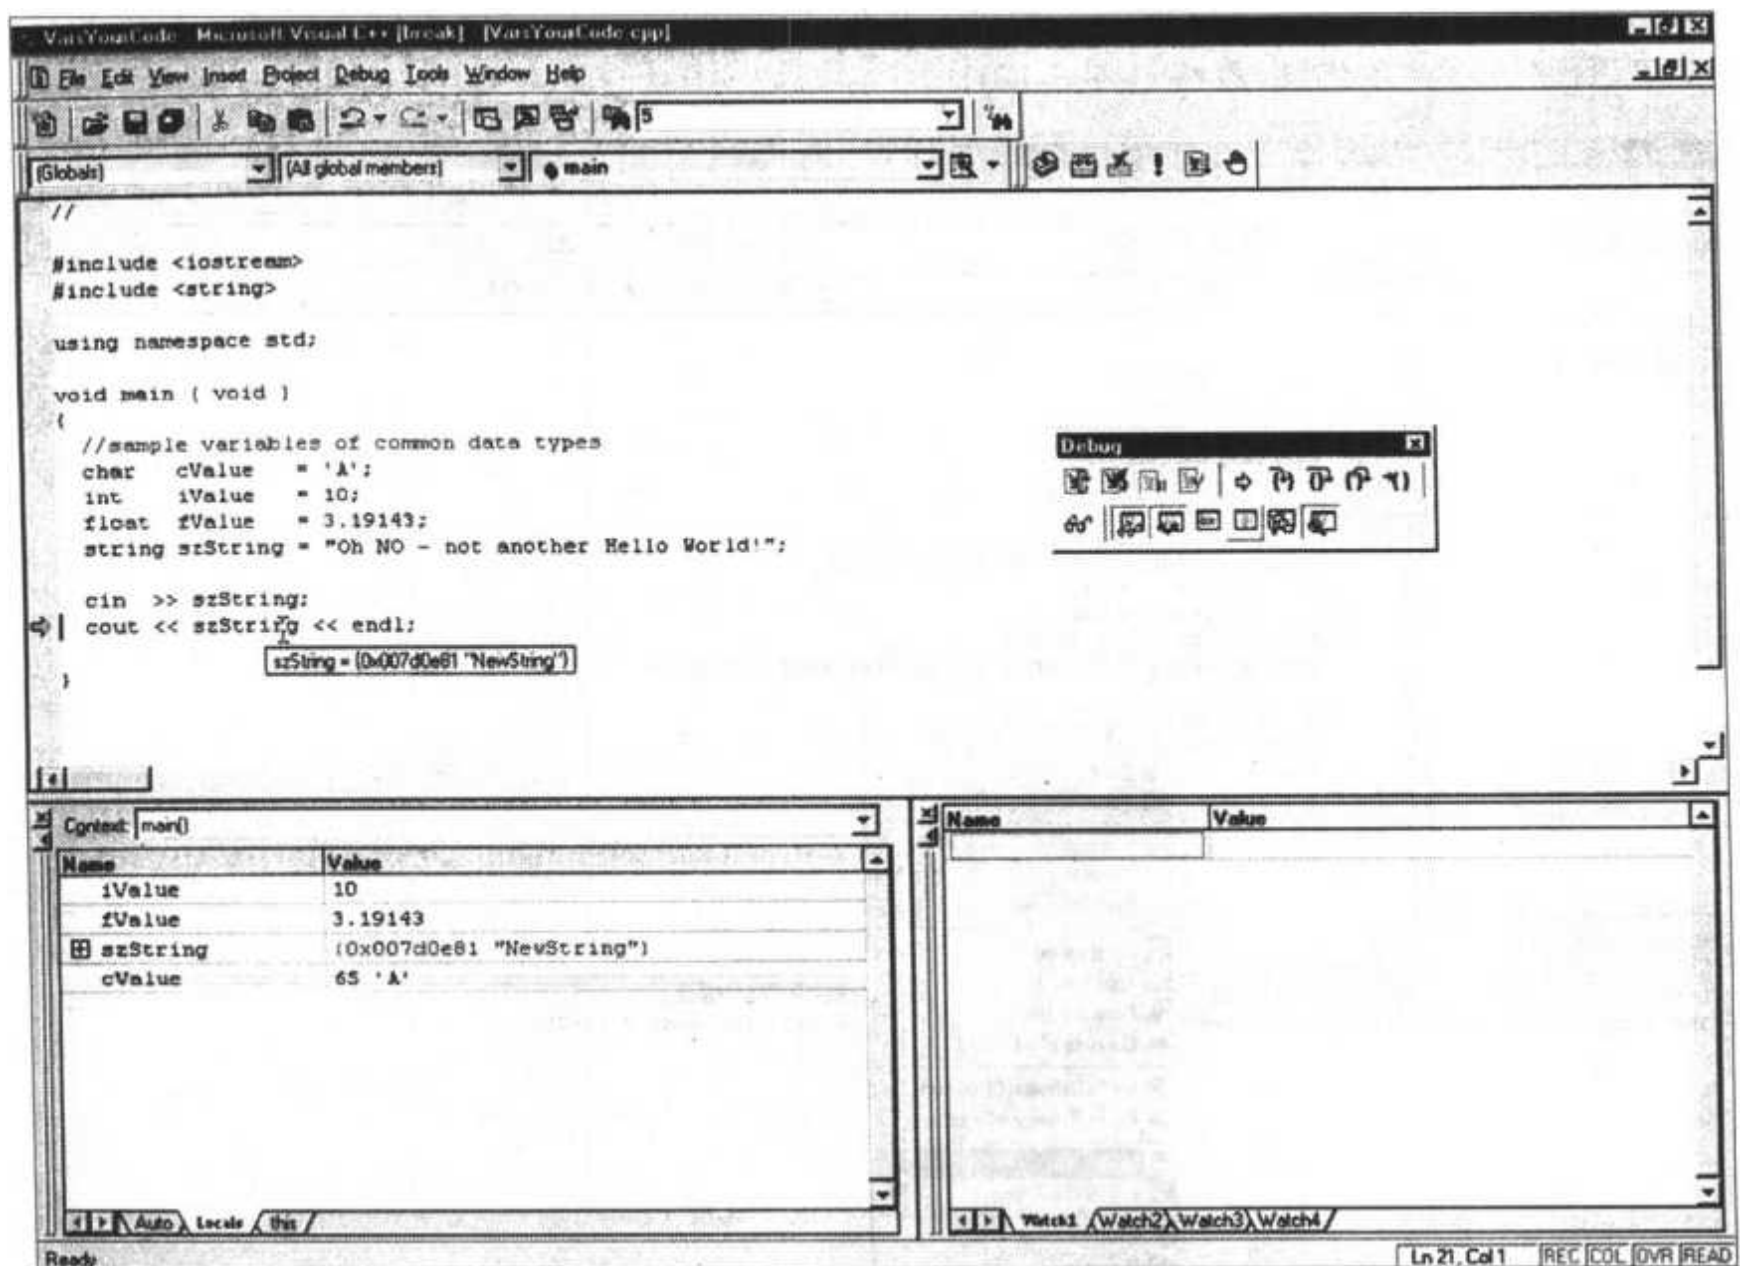 VarsYourCode - Microsoft Visual C++ [break] - [VarsYourCode.cpp]
File Edit View Insert Project Debug Tools Window Help
5
(Globals) (All global members) main
//
#include <iostream>
#include <string>
using namespace std;
void main ( void )
{
//sample variables of common data types
char cValue = 'A';
int iValue = 10;
float fValue = 3.19143;
string szString = "Oh NO - not another Hello World!";
cin >> szString;
cout << szString << endl;
szString = {0x007d0e81 "NewString"}
}
Debug
Context: main()
Name Value
iValue 10
fValue 3.19143
szString {0x007d0e81 "NewString"}
cValue 65 'A'
Auto Locals this
Name Value
Watch1 Watch2 Watch3 Watch4
Ready
Ln 21, Col 1 REC COL OVR READ